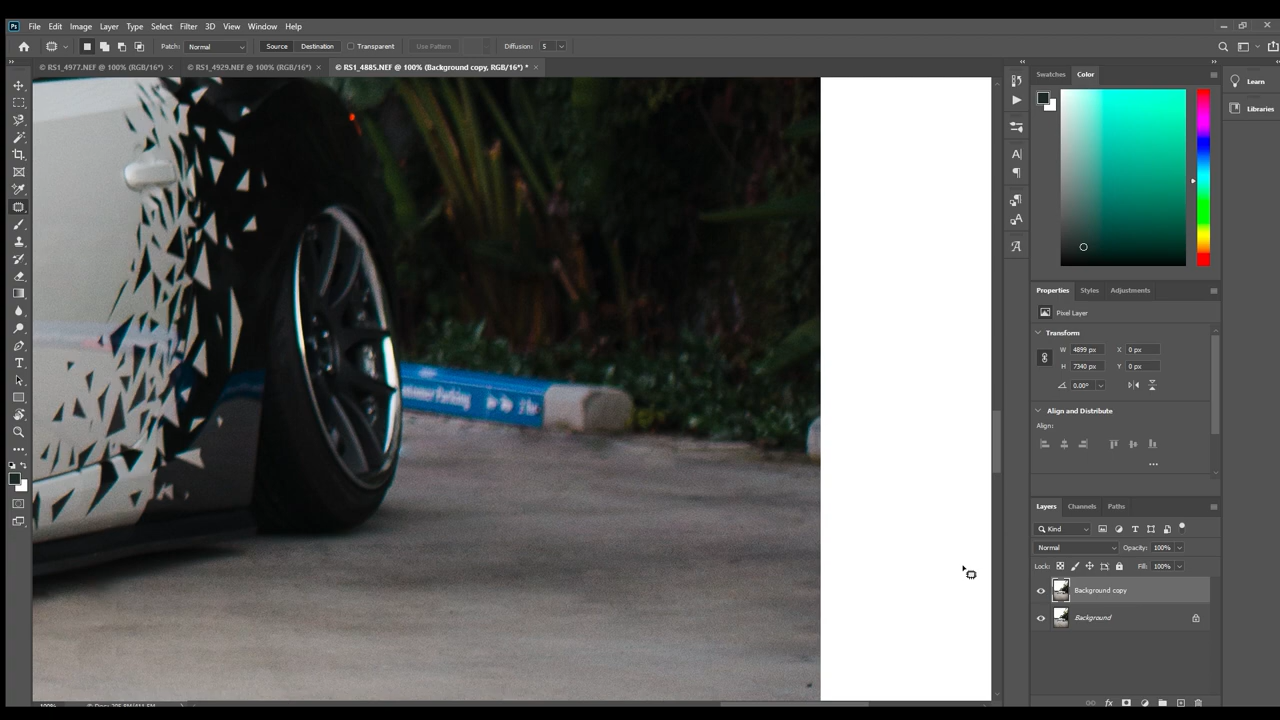 Ps File Edit Image Layer Type Select Filter 3D View Window Help
Patch: Normal Source Destination Transparent Use Pattern Diffusion: 5
© RS1_4977.NEF @ 100% (RGB/16*) × © RS1_4929.NEF @ 100% (RGB/16*) × © RS1_4885.NEF @ 100% (Background copy, RGB/16*) * ×
Swatches Color
Learn
Libraries
Properties Styles Adjustments
Pixel Layer
Transform
W 4899 px X 0 px
H 7340 px Y 0 px
0.00°
Align and Distribute
Align:
Layers Channels Paths
Kind
Normal Opacity: 100%
Lock: Fill: 100%
Background copy
Background
Parking
fx
100%